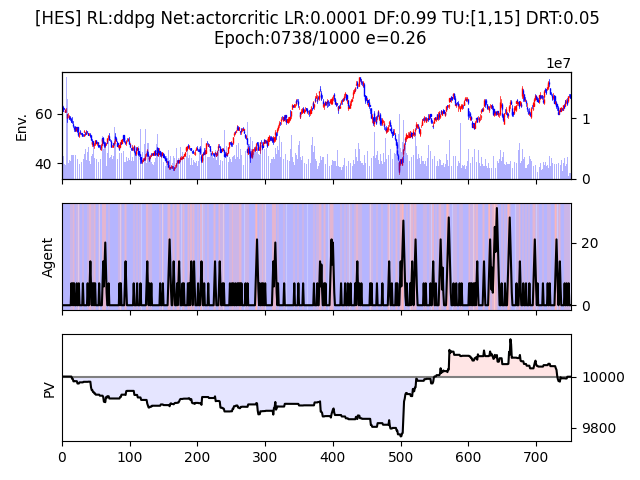 [HES] RL:ddpg Net:actorcritic LR:0.0001 DF:0.99 TU:[1,15] DRT:0.05
Epoch:0738/1000 e=0.26
1e7
Env.
60
40
1
0
Agent
20
0
PV
10000
9800
0 100 200 300 400 500 600 700